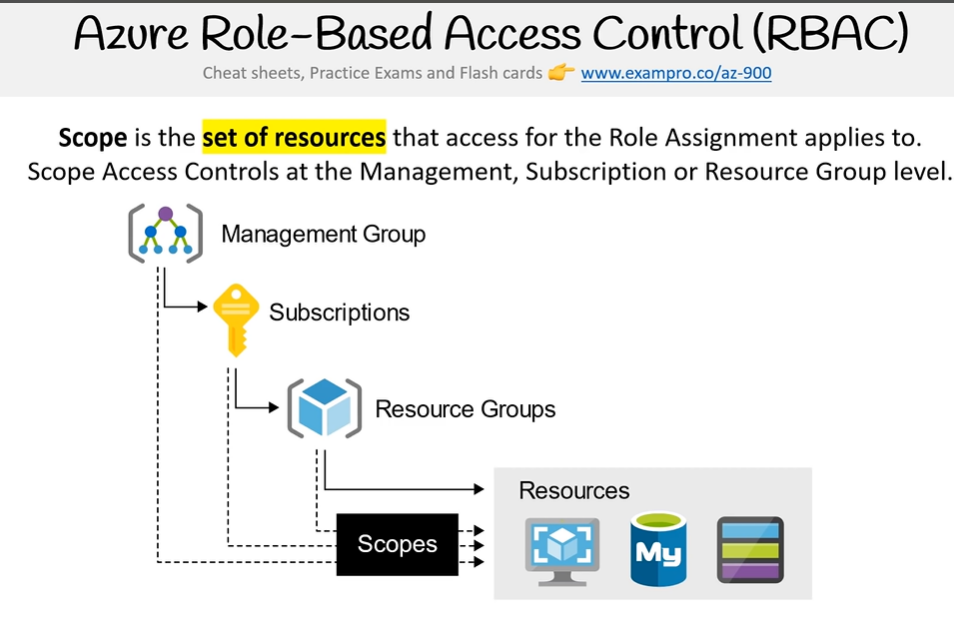 Azure Role-Based Access Control (RBAC)
Cheat sheets, Practice Exams and Flash cards 👉 www.exampro.co/az-900
Scope is the set of resources that access for the Role Assignment applies to.
Scope Access Controls at the Management, Subscription or Resource Group level.
Management Group
Subscriptions
Resource Groups
Resources
My
Scopes